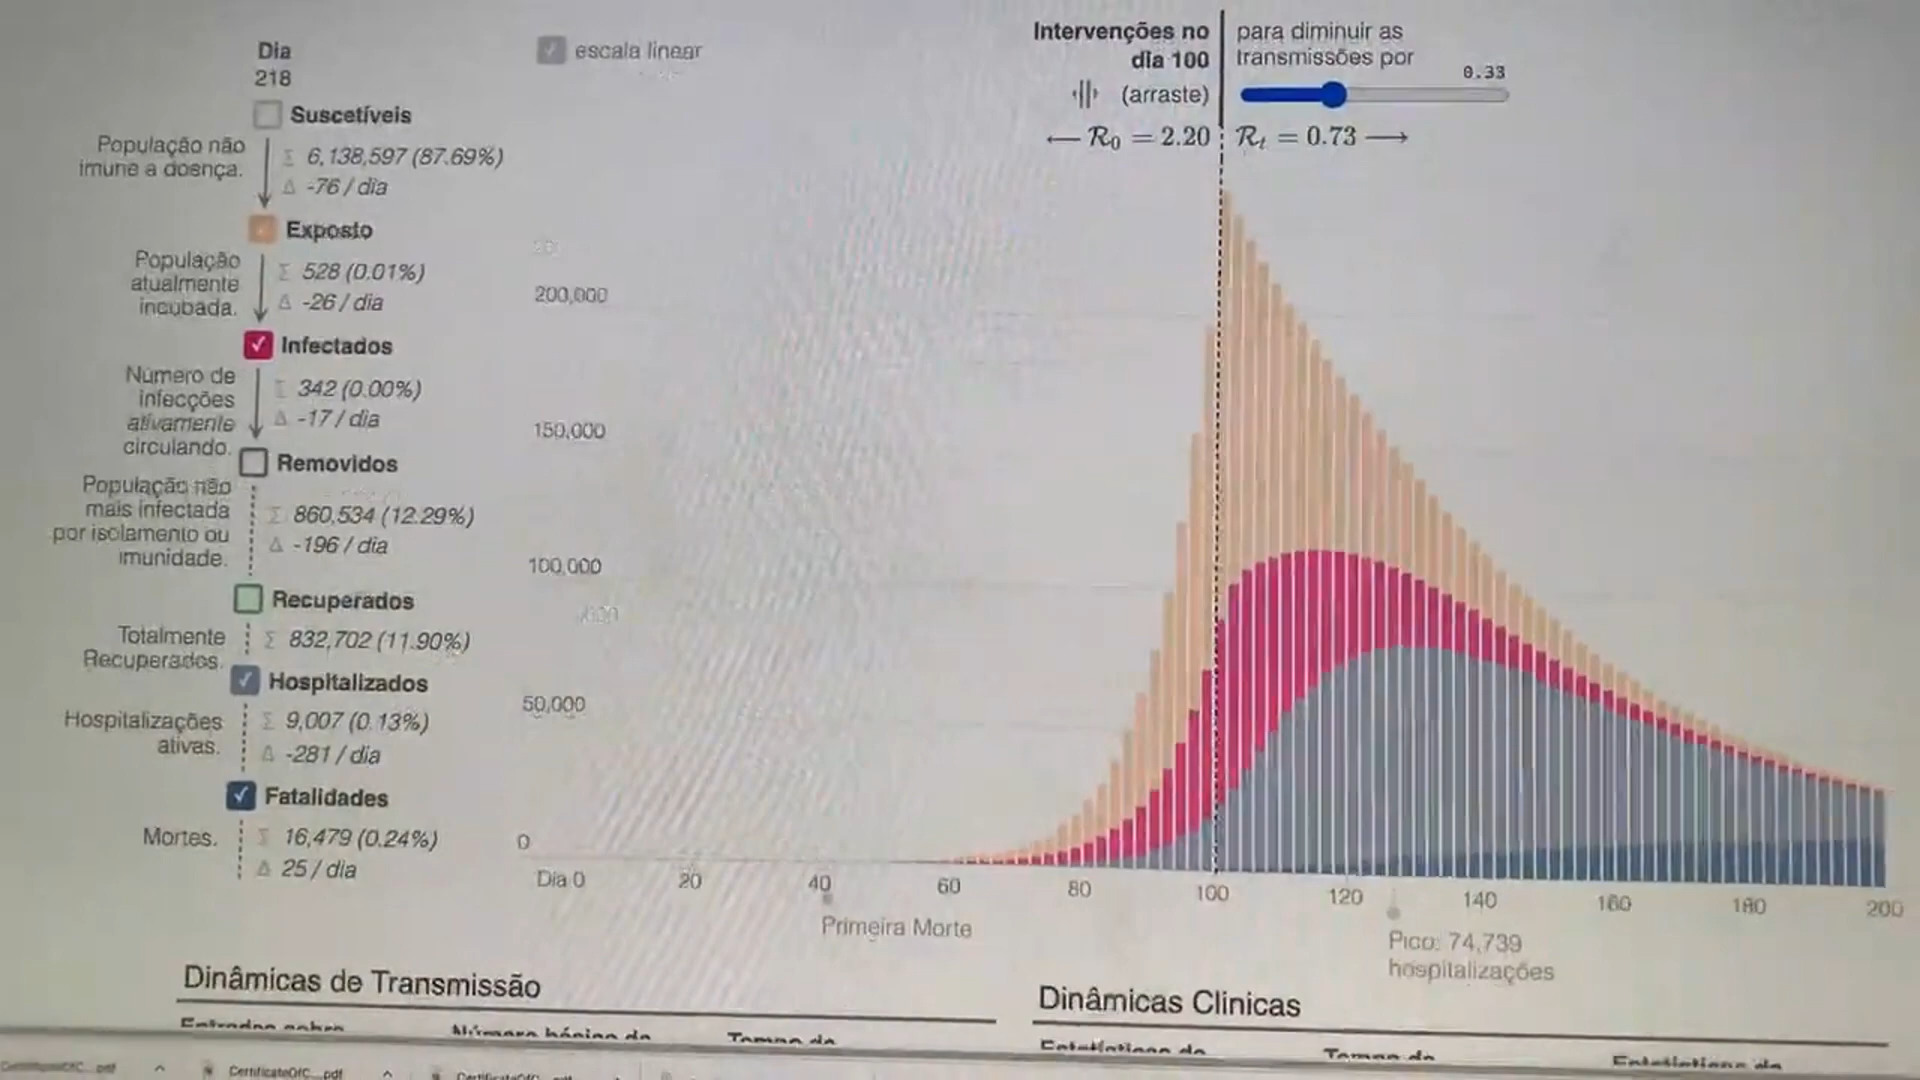 Dia
218
escala linear
Suscetíveis
População não
imune a doença.
Σ 6,138,597 (87.69%)
Δ -76 / dia
Exposto
População
atualmente
incubada.
Σ 528 (0.01%)
Δ -26 / dia
Infectados
Número de
infecções
ativamente
circulando.
Σ 342 (0.00%)
Δ -17 / dia
Removidos
População não
mais infectada
por isolamento ou
imunidade.
Σ 860,534 (12.29%)
Δ -196 / dia
Recuperados
Totalmente
Recuperados.
Σ 832,702 (11.90%)
Hospitalizados
Hospitalizações
ativas.
Σ 9,007 (0.13%)
Δ -281 / dia
Fatalidades
Mortes.
Σ 16,479 (0.24%)
Δ 25 / dia
Intervenções no
dia 100
(arraste)
para diminuir as
transmissões por
0.33
← R₀ = 2.20
Rₜ = 0.73 →
200,000
150,000
100,000
50,000
0
Dia 0
20
40
60
80
100
120
140
160
180
200
Primeira Morte
Pico: 74,739
hospitalizações
Dinâmicas de Transmissão
Dinâmicas Clinicas